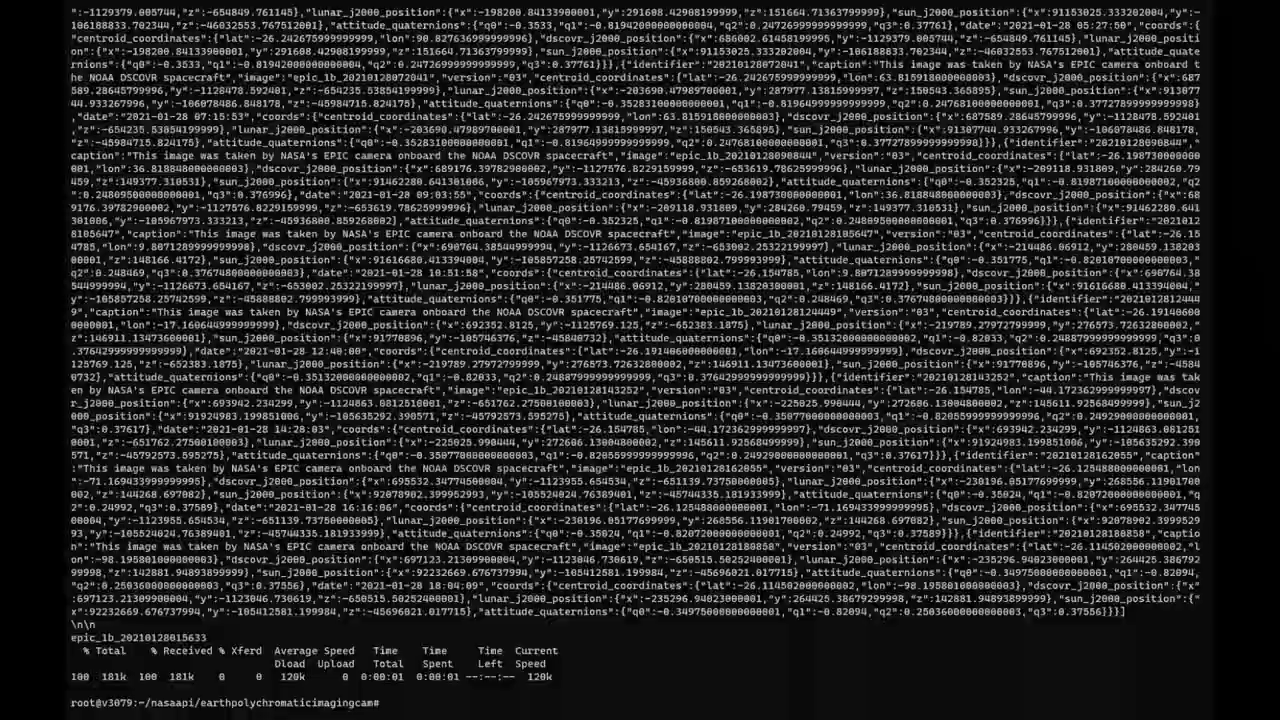 ":-1129379.005744,"z":-654849.761145},"lunar_j2000_position":{"x":-198200.84133900001,"y":291608.42908199999,"z":151664.71363799999},"sun_j2000_position":{"x":91153025.333202004,"y":-
106188833.702344,"z":-46032553.767512001},"attitude_quaternions":{"q0":-0.3533,"q1":-0.81942000000000004,"q2":0.24726999999999999,"q3":0.37761},"date":"2021-01-28 05:27:50","coords":{
"centroid_coordinates":{"lat":-26.242675999999999,"lon":90.827636999999996},"dscovr_j2000_position":{"x":686002.61458199995,"y":-1129379.005744,"z":-654849.761145},"lunar_j2000_positi
on":{"x":-198200.84133900001,"y":291608.42908199999,"z":151664.71363799999},"sun_j2000_position":{"x":91153025.333202004,"y":-106188833.702344,"z":-46032553.767512001},"attitude_quate
rnions":{"q0":-0.3533,"q1":-0.81942000000000004,"q2":0.24726999999999999,"q3":0.37761}}},{"identifier":"20210128072041","caption":"This image was taken by NASA's EPIC camera onboard t
he NOAA DSCOVR spacecraft","image":"epic_1b_20210128072041","version":"03","centroid_coordinates":{"lat":-26.242675999999999,"lon":63.815918000000003},"dscovr_j2000_position":{"x":687
589.28645799996,"y":-1128478.592401,"z":-654235.53854199999},"lunar_j2000_position":{"x":-203690.47989700001,"y":287977.13815999997,"z":150543.365895},"sun_j2000_position":{"x":913077
44.933267996,"y":-106078486.848178,"z":-45984715.824175},"attitude_quaternions":{"q0":-0.35283100000000001,"q1":-0.81964999999999999,"q2":0.24768100000000001,"q3":0.37727899999999998}
,"date":"2021-01-28 07:15:53","coords":{"centroid_coordinates":{"lat":-26.242675999999999,"lon":63.815918000000003},"dscovr_j2000_position":{"x":687589.28645799996,"y":-1128478.592401
,"z":-654235.53854199999},"lunar_j2000_position":{"x":-203690.47989700001,"y":287977.13815999997,"z":150543.365895},"sun_j2000_position":{"x":91307744.933267996,"y":-106078486.848178,
"z":-45984715.824175},"attitude_quaternions":{"q0":-0.35283100000000001,"q1":-0.81964999999999999,"q2":0.24768100000000001,"q3":0.37727899999999998}}},{"identifier":"20210128090844","
caption":"This image was taken by NASA's EPIC camera onboard the NOAA DSCOVR spacecraft","image":"epic_1b_20210128090844","version":"03","centroid_coordinates":{"lat":-26.198730000000
001,"lon":36.818848000000003},"dscovr_j2000_position":{"x":689176.39782900002,"y":-1127576.8229159999,"z":-653619.78625999996},"lunar_j2000_position":{"x":-209118.931809,"y":284260.79
459,"z":149377.310531},"sun_j2000_position":{"x":91462280.641301006,"y":-105967973.333213,"z":-45936800.859268002},"attitude_quaternions":{"q0":-0.352325,"q1":-0.81987100000000002,"q2
":0.24809500000000001,"q3":0.376996},"date":"2021-01-28 09:03:55","coords":{"centroid_coordinates":{"lat":-26.198730000000001,"lon":36.818848000000003},"dscovr_j2000_position":{"x":68
9176.39782900002,"y":-1127576.8229159999,"z":-653619.78625999996},"lunar_j2000_position":{"x":-209118.931809,"y":284260.79459,"z":149377.310531},"sun_j2000_position":{"x":91462280.641
301006,"y":-105967973.333213,"z":-45936800.859268002},"attitude_quaternions":{"q0":-0.352325,"q1":-0.81987100000000002,"q2":0.24809500000000001,"q3":0.376996}}},{"identifier":"2021012
8105647","caption":"This image was taken by NASA's EPIC camera onboard the NOAA DSCOVR spacecraft","image":"epic_1b_20210128105647","version":"03","centroid_coordinates":{"lat":-26.15
4785,"lon":9.8071289999999998},"dscovr_j2000_position":{"x":690764.38544999994,"y":-1126673.654167,"z":-653002.25322199997},"lunar_j2000_position":{"x":-214486.06912,"y":280459.138203
00001,"z":148166.4172},"sun_j2000_position":{"x":91616680.413394004,"y":-105857258.25742599,"z":-45888802.799993999},"attitude_quaternions":{"q0":-0.351775,"q1":-0.82010700000000003,"
q2":0.248469,"q3":0.37674800000000003},"date":"2021-01-28 10:51:58","coords":{"centroid_coordinates":{"lat":-26.154785,"lon":9.8071289999999998},"dscovr_j2000_position":{"x":690764.38
544999994,"y":-1126673.654167,"z":-653002.25322199997},"lunar_j2000_position":{"x":-214486.06912,"y":280459.13820300001,"z":148166.4172},"sun_j2000_position":{"x":91616680.413394004,"
y":-105857258.25742599,"z":-45888802.799993999},"attitude_quaternions":{"q0":-0.351775,"q1":-0.82010700000000003,"q2":0.248469,"q3":0.37674800000000003}}},{"identifier":"2021012812444
9","caption":"This image was taken by NASA's EPIC camera onboard the NOAA DSCOVR spacecraft","image":"epic_1b_20210128124449","version":"03","centroid_coordinates":{"lat":-26.19140600
0000001,"lon":-17.160644999999999},"dscovr_j2000_position":{"x":692352.8125,"y":-1125769.125,"z":-652383.1875},"lunar_j2000_position":{"x":-219789.27972799999,"y":276573.72632800002,"
z":146911.13473600001},"sun_j2000_position":{"x":91770896,"y":-105746376,"z":-45840732},"attitude_quaternions":{"q0":-0.35132000000000002,"q1":-0.82033,"q2":0.24887999999999999,"q3":0
.37642999999999999},"date":"2021-01-28 12:40:00","coords":{"centroid_coordinates":{"lat":-26.191406000000001,"lon":-17.160644999999999},"dscovr_j2000_position":{"x":692352.8125,"y":-1
125769.125,"z":-652383.1875},"lunar_j2000_position":{"x":-219789.27972799999,"y":276573.72632800002,"z":146911.13473600001},"sun_j2000_position":{"x":91770896,"y":-105746376,"z":-4584
0732},"attitude_quaternions":{"q0":-0.35132000000000002,"q1":-0.82033,"q2":0.24887999999999999,"q3":0.37642999999999999}}},{"identifier":"20210128143252","caption":"This image was tak
en by NASA's EPIC camera onboard the NOAA DSCOVR spacecraft","image":"epic_1b_20210128143252","version":"03","centroid_coordinates":{"lat":-26.154785,"lon":-44.172362999999997},"dscov
r_j2000_position":{"x":693942.234299,"y":-1124863.0812510001,"z":-651762.27500100003},"lunar_j2000_position":{"x":-225025.990444,"y":272606.13004800002,"z":145611.92568499999},"sun_j2
000_position":{"x":91924983.199851006,"y":-105635292.390571,"z":-45792573.595275},"attitude_quaternions":{"q0":-0.35077000000000003,"q1":-0.82055999999999996,"q2":0.24929000000000001,
"q3":0.37617},"date":"2021-01-28 14:28:03","coords":{"centroid_coordinates":{"lat":-26.154785,"lon":-44.172362999999997},"dscovr_j2000_position":{"x":693942.234299,"y":-1124863.081251
0001,"z":-651762.27500100003},"lunar_j2000_position":{"x":-225025.990444,"y":272606.13004800002,"z":145611.92568499999},"sun_j2000_position":{"x":91924983.199851006,"y":-105635292.390
571,"z":-45792573.595275},"attitude_quaternions":{"q0":-0.35077000000000003,"q1":-0.82055999999999996,"q2":0.24929000000000001,"q3":0.37617}}},{"identifier":"20210128162055","caption"
:"This image was taken by NASA's EPIC camera onboard the NOAA DSCOVR spacecraft","image":"epic_1b_20210128162055","version":"03","centroid_coordinates":{"lat":-26.125488000000001,"lon
":-71.169433999999995},"dscovr_j2000_position":{"x":695532.34774500004,"y":-1123955.654534,"z":-651139.73750000005},"lunar_j2000_position":{"x":-230196.05177699999,"y":268556.11901700
002,"z":144268.697082},"sun_j2000_position":{"x":92078902.399952993,"y":-105524024.76389401,"z":-45744335.181933999},"attitude_quaternions":{"q0":-0.35024,"q1":-0.82072000000000001,"q
2":0.24992,"q3":0.37589},"date":"2021-01-28 16:16:06","coords":{"centroid_coordinates":{"lat":-26.125488000000001,"lon":-71.169433999999995},"dscovr_j2000_position":{"x":695532.347745
00004,"y":-1123955.654534,"z":-651139.73750000005},"lunar_j2000_position":{"x":-230196.05177699999,"y":268556.11901700002,"z":144268.697082},"sun_j2000_position":{"x":92078902.3999529
93,"y":-105524024.76389401,"z":-45744335.181933999},"attitude_quaternions":{"q0":-0.35024,"q1":-0.82072000000000001,"q2":0.24992,"q3":0.37589}}},{"identifier":"20210128180858","captio
n":"This image was taken by NASA's EPIC camera onboard the NOAA DSCOVR spacecraft","image":"epic_1b_20210128180858","version":"03","centroid_coordinates":{"lat":-26.114502000000002,"l
on":-98.195801000000003},"dscovr_j2000_position":{"x":697123.21309900004,"y":-1123046.730619,"z":-650515.50252400001},"lunar_j2000_position":{"x":-235296.94023000001,"y":264425.386792
99998,"z":142881.94893899999},"sun_j2000_position":{"x":92232669.676737994,"y":-105412581.199984,"z":-45696021.017715},"attitude_quaternions":{"q0":-0.34975000000000001,"q1":-0.82094,
"q2":0.25036000000000003,"q3":0.37556},"date":"2021-01-28 18:04:09","coords":{"centroid_coordinates":{"lat":-26.114502000000002,"lon":-98.195801000000003},"dscovr_j2000_position":{"x"
:697123.21309900004,"y":-1123046.730619,"z":-650515.50252400001},"lunar_j2000_position":{"x":-235296.94023000001,"y":264425.38679299998,"z":142881.94893899999},"sun_j2000_position":{"
x":92232669.676737994,"y":-105412581.199984,"z":-45696021.017715},"attitude_quaternions":{"q0":-0.34975000000000001,"q1":-0.82094,"q2":0.25036000000000003,"q3":0.37556}}}]
\n\n
epic_1b_20210128015633
% Total % Received % Xferd Average Speed Time Time Time Current
Dload Upload Total Spent Left Speed
100 181k 100 181k 0 0 120k 0 0:00:01 0:00:01 --:--:-- 120k
root@v3079:~/nasaapi/earthpolychromaticimagingcam#